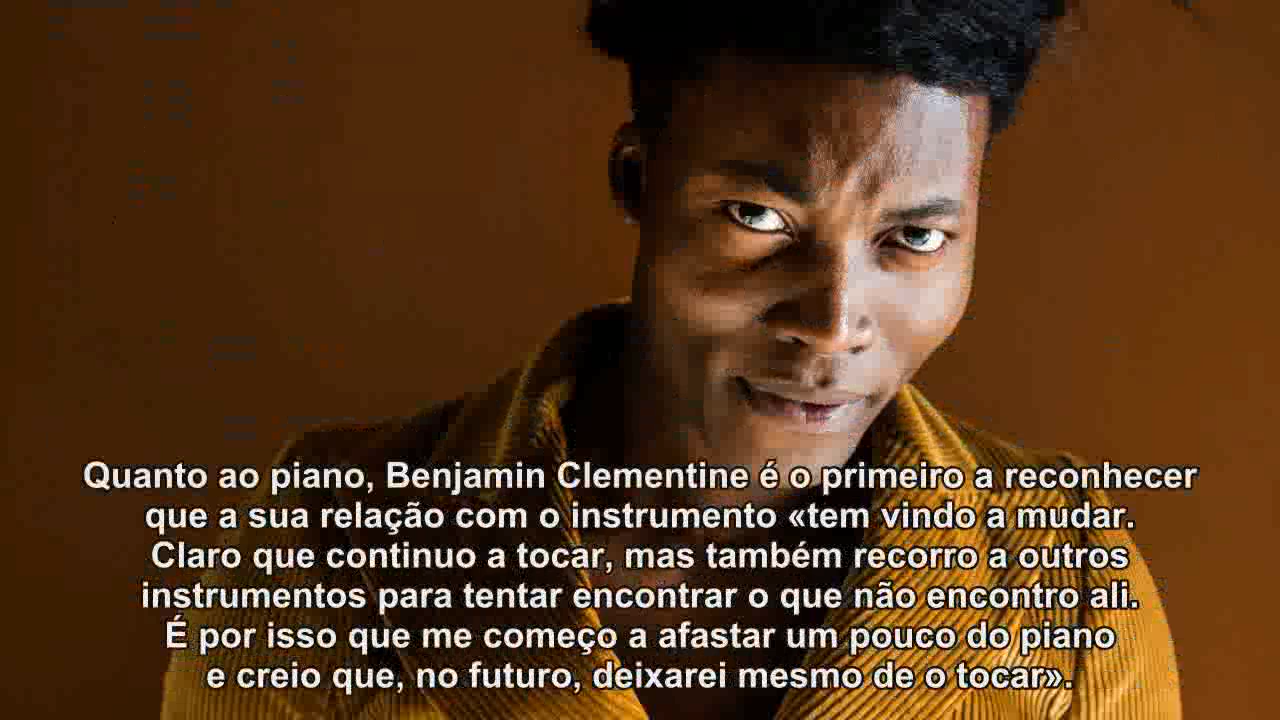 Quanto ao piano, Benjamin Clementine é o primeiro a reconhecer
que a sua relação com o instrumento «tem vindo a mudar.
Claro que continuo a tocar, mas também recorro a outros
instrumentos para tentar encontrar o que não encontro ali.
É por isso que me começo a afastar um pouco do piano
e creio que, no futuro, deixarei mesmo de o tocar».